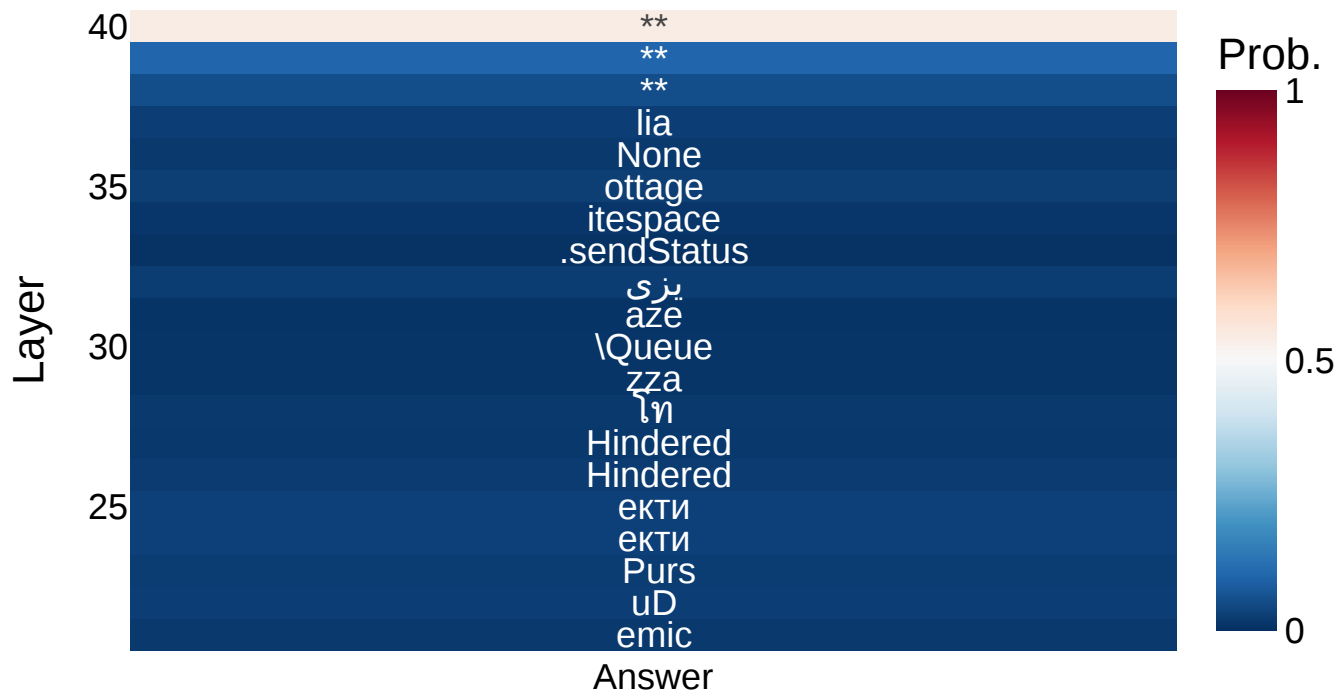 40
**
Prob.
**
**
1
lia
None
35
ottage
itespace
.sendStatus
یزی
Layer
aze
30
\Queue
0.5
zza
โท
Hindered
Hindered
25
екти
екти
Purs
uD
emic
0
Answer